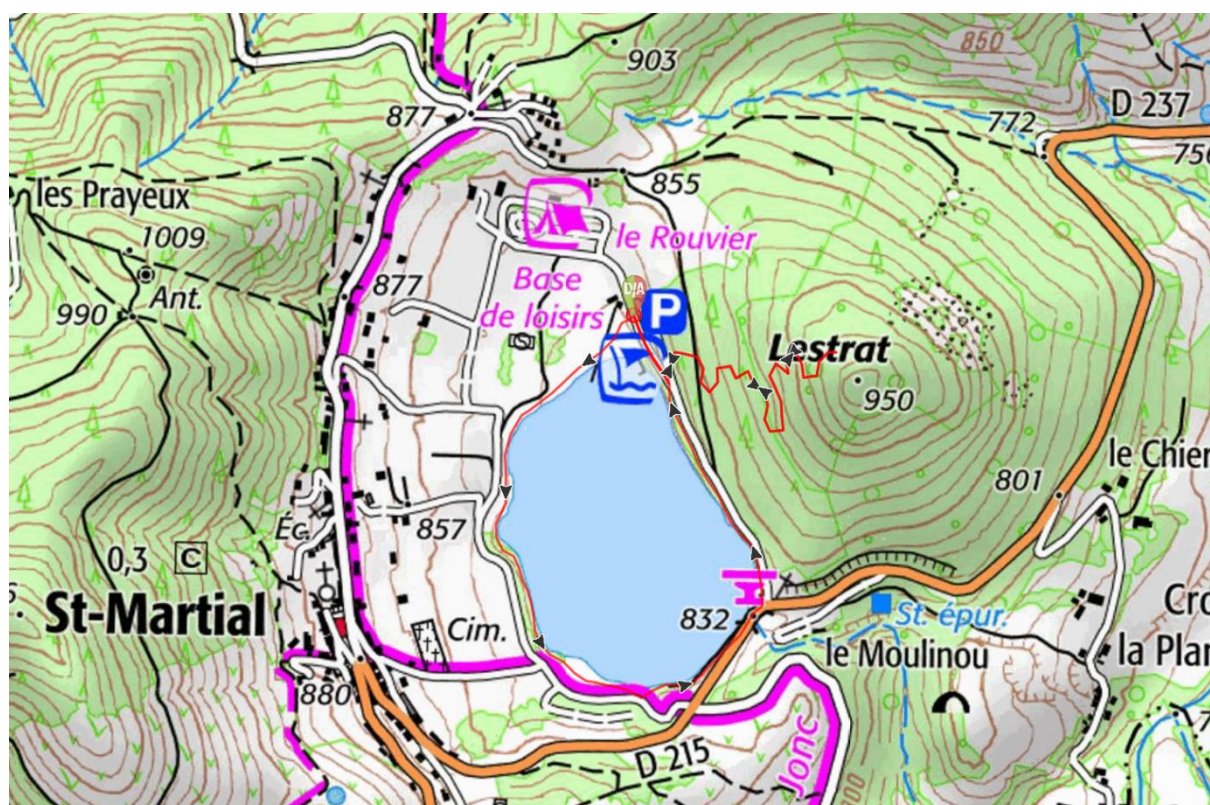 903
850
D 237
877
772
756
855
les Prayeux
1009
le Rouvier
Base
de loisirs
877
Ant.
990
D/A
P
Lestrat
950
le Chier
801
Éc.
857
0,3
C
St-Martial
Cim.
832
St. épur.
le Moulinou
Cro
la Plan
880
D 215
Jonc
800